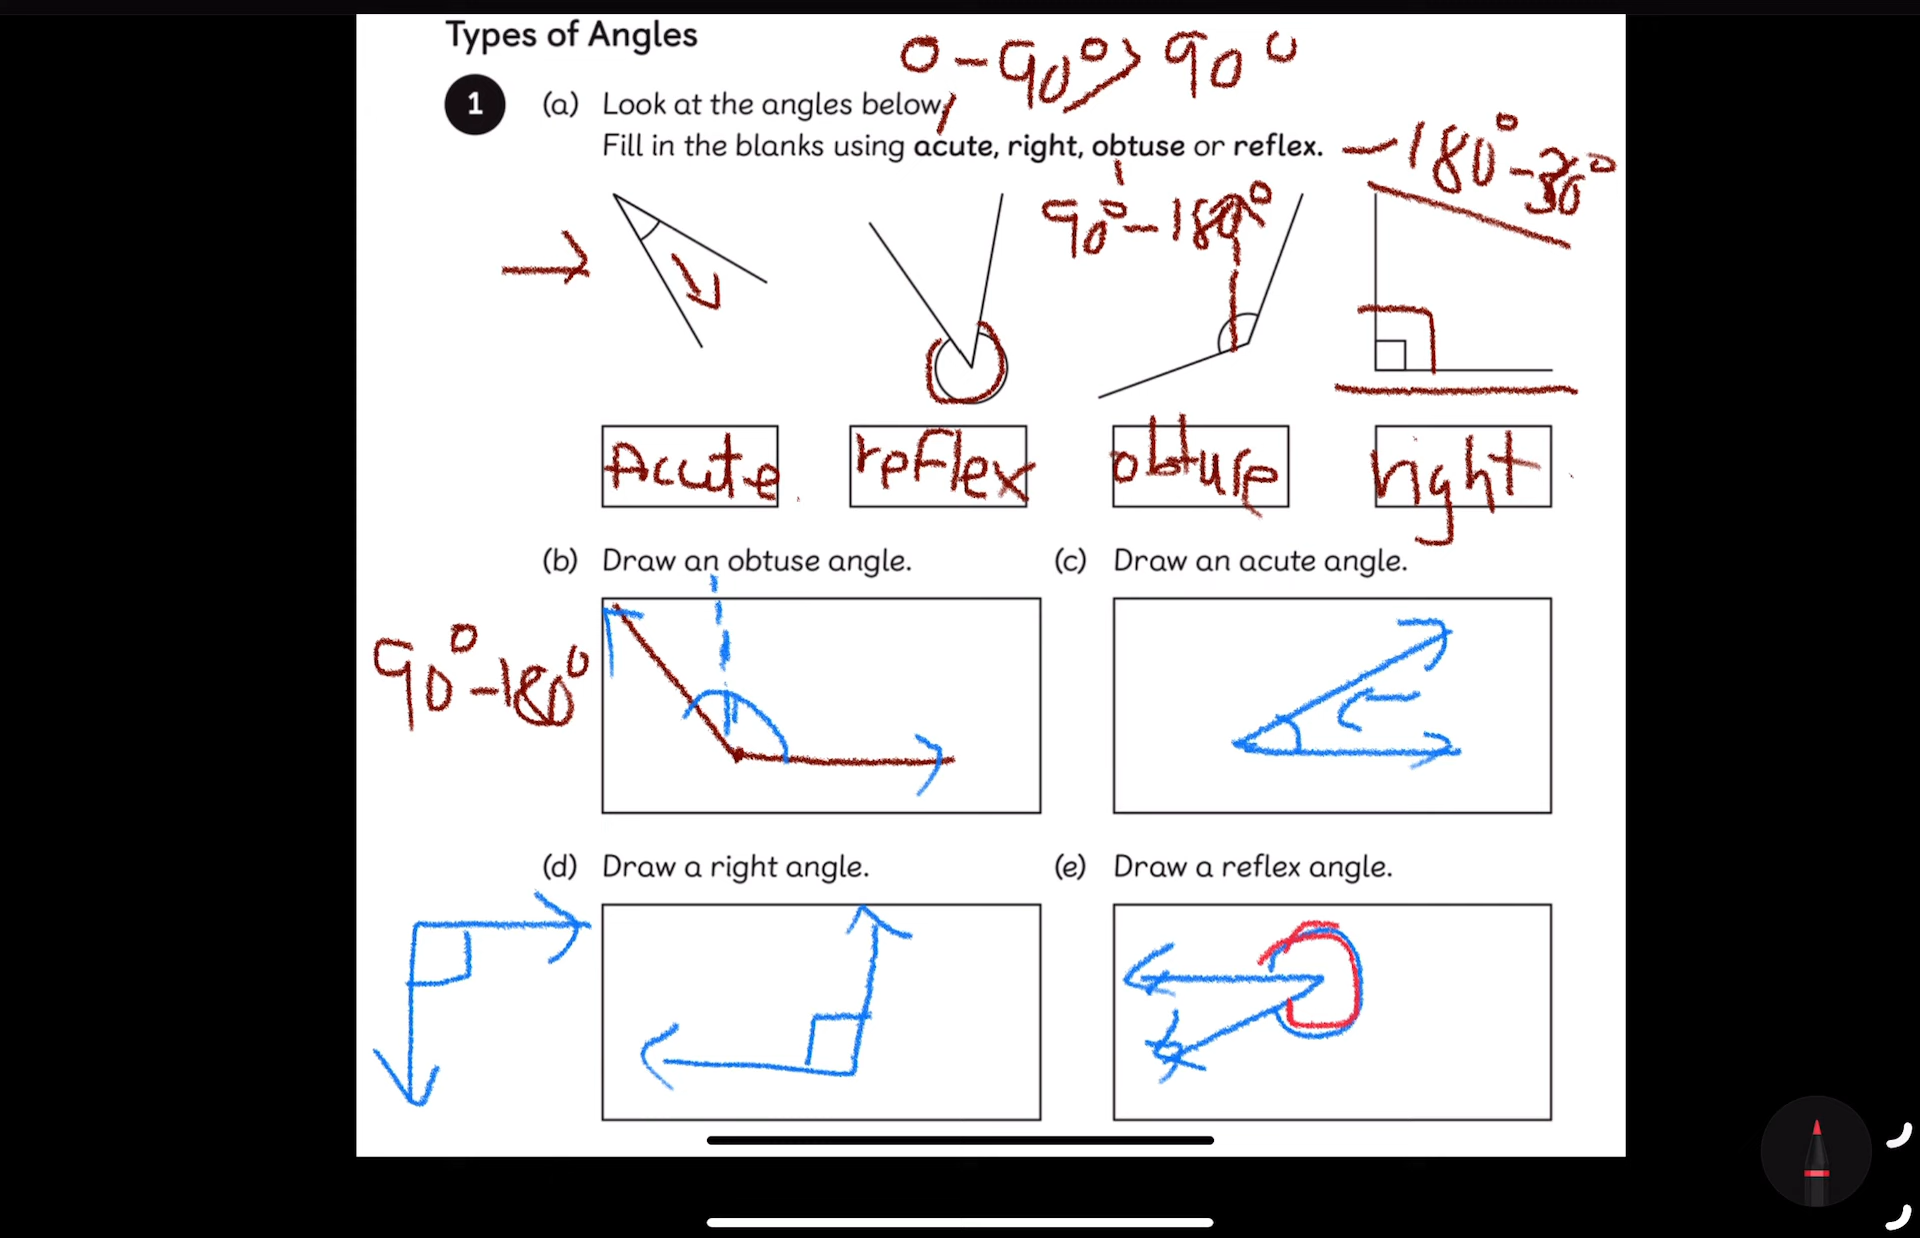 Types of Angles
0-90° > 90°
1 (a) Look at the angles below,
Fill in the blanks using acute, right, obtuse or reflex. -180°-
90°-180°
Acute reflex obture right
(b) Draw an obtuse angle. (c) Draw an acute angle.
90°-180°
(d) Draw a right angle. (e) Draw a reflex angle.